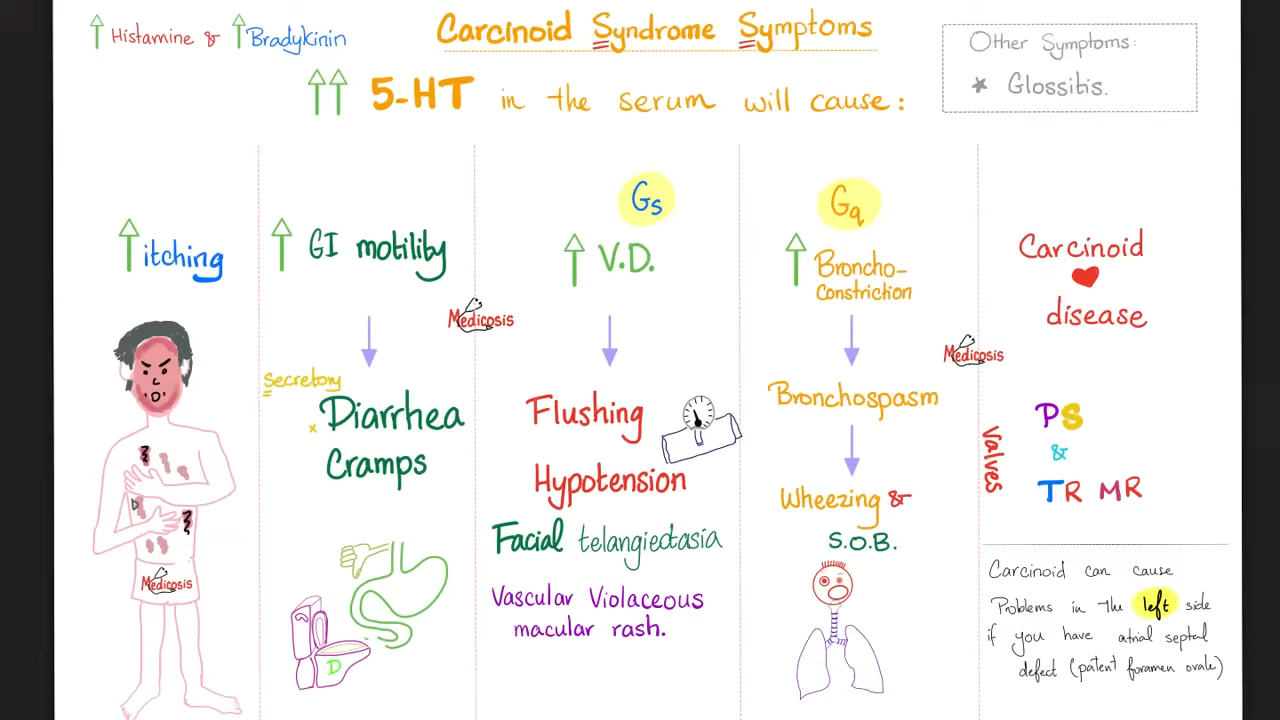 ↑ Histamine & ↑ Bradykinin
Carcinoid Syndrome Symptoms
↑↑ 5-HT in the serum will cause:
Other Symptoms:
★ Glossitis.
↑ itching
Medicosis
↑ GI motility
Secretory
× Diarrhea
Cramps
D
Medicosis
Gs
↑ V.D.
Flushing
Hypotension
Facial telangiectasia
Vascular Violaceous
macular rash.
Gq
↑ Broncho-
Constriction
Bronchospasm
Wheezing &
S.O.B.
Medicosis
Carcinoid
❤
disease
Valves
PS
&
TR MR
Carcinoid can cause
Problems in the left side
if you have atrial septal
defect (patent foramen ovale)